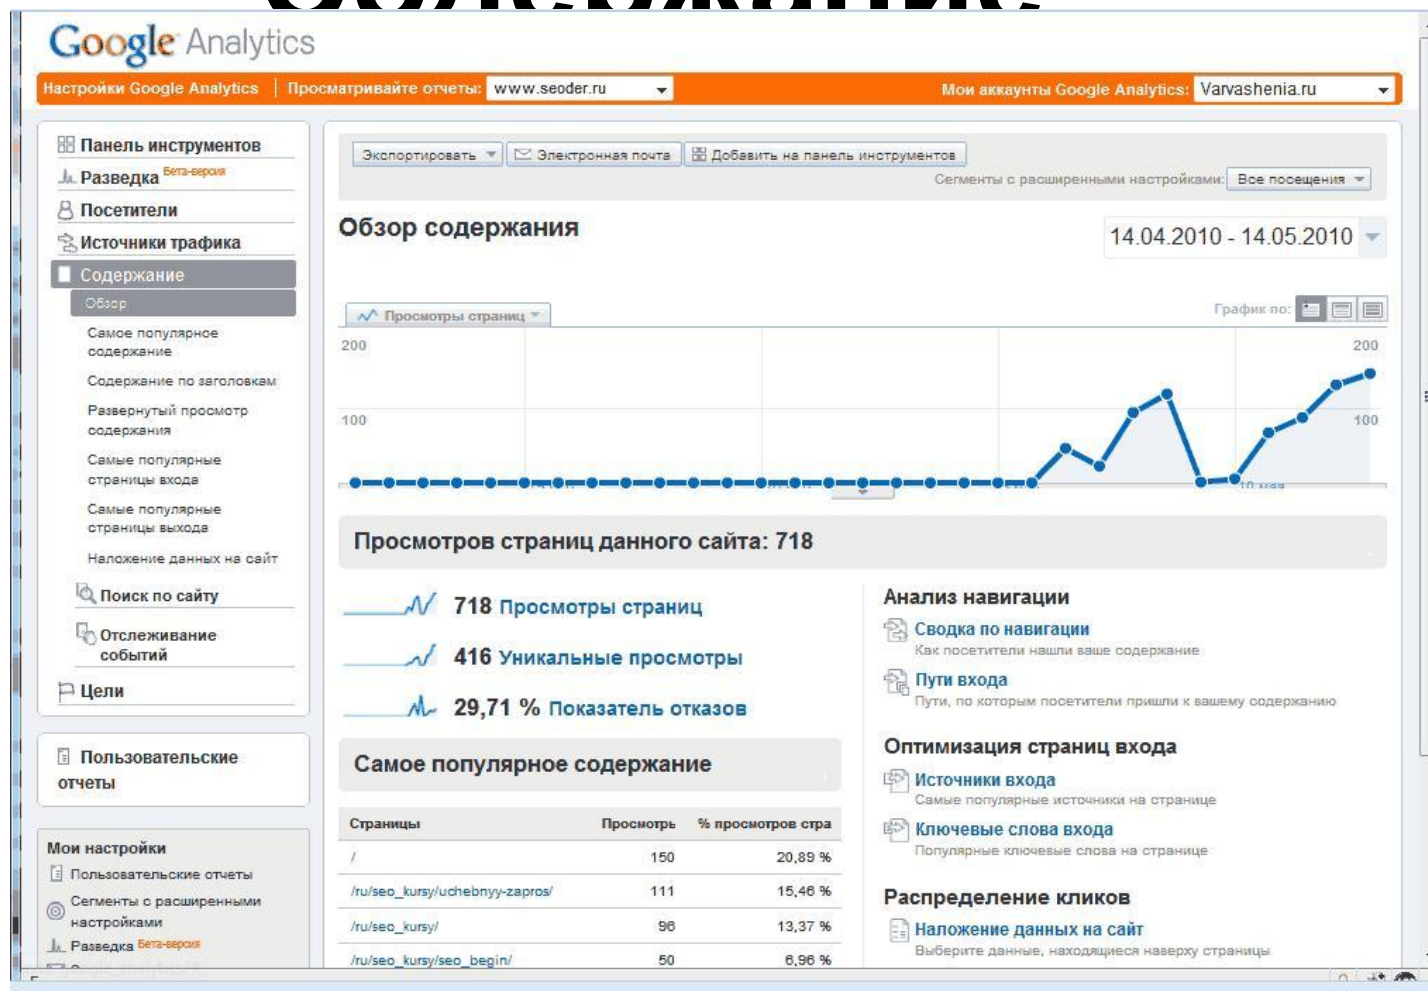 Содержание
Google Analytics
Настройки Google Analytics | Просматривайте отчеты: www.seoder.ru
Мои аккаунты Google Analytics: Varvashenia.ru
Панель инструментов
Разведка Бета-версия
Посетители
Источники трафика
Содержание
Обзор
Самое популярное
содержание
Содержание по заголовкам
Развернутый просмотр
содержания
Самые популярные
страницы входа
Самые популярные
страницы выхода
Наложение данных на сайт
Поиск по сайту
Отслеживание
событий
Цели
Пользовательские
отчеты
Мои настройки
Пользовательские отчеты
Сегменты с расширенными
настройками
Разведка Бета-версия
Экспортировать
Электронная почта
Добавить на панель инструментов
Сегменты с расширенными настройками: Все посещения
Обзор содержания
14.04.2010 - 14.05.2010
Просмотры страниц
График по:
200
200
100
100
10 мая
Просмотров страниц данного сайта: 718
718 Просмотры страниц
416 Уникальные просмотры
29,71 % Показатель отказов
Самое популярное содержание
Страницы Просмотрь % просмотров стра
/ 150 20,89 %
/ru/seo_kursy/uchebnyy-zapros/ 111 15,46 %
/ru/seo_kursy/ 96 13,37 %
/ru/seo_kursy/seo_begin/ 50 6,96 %
Анализ навигации
Сводка по навигации
Как посетители нашли ваше содержание
Пути входа
Пути, по которым посетители пришли к вашему содержанию
Оптимизация страниц входа
Источники входа
Самые популярные источники на странице
Ключевые слова входа
Популярные ключевые слова на странице
Распределение кликов
Наложение данных на сайт
Выберите данные, находящиеся наверху страницы